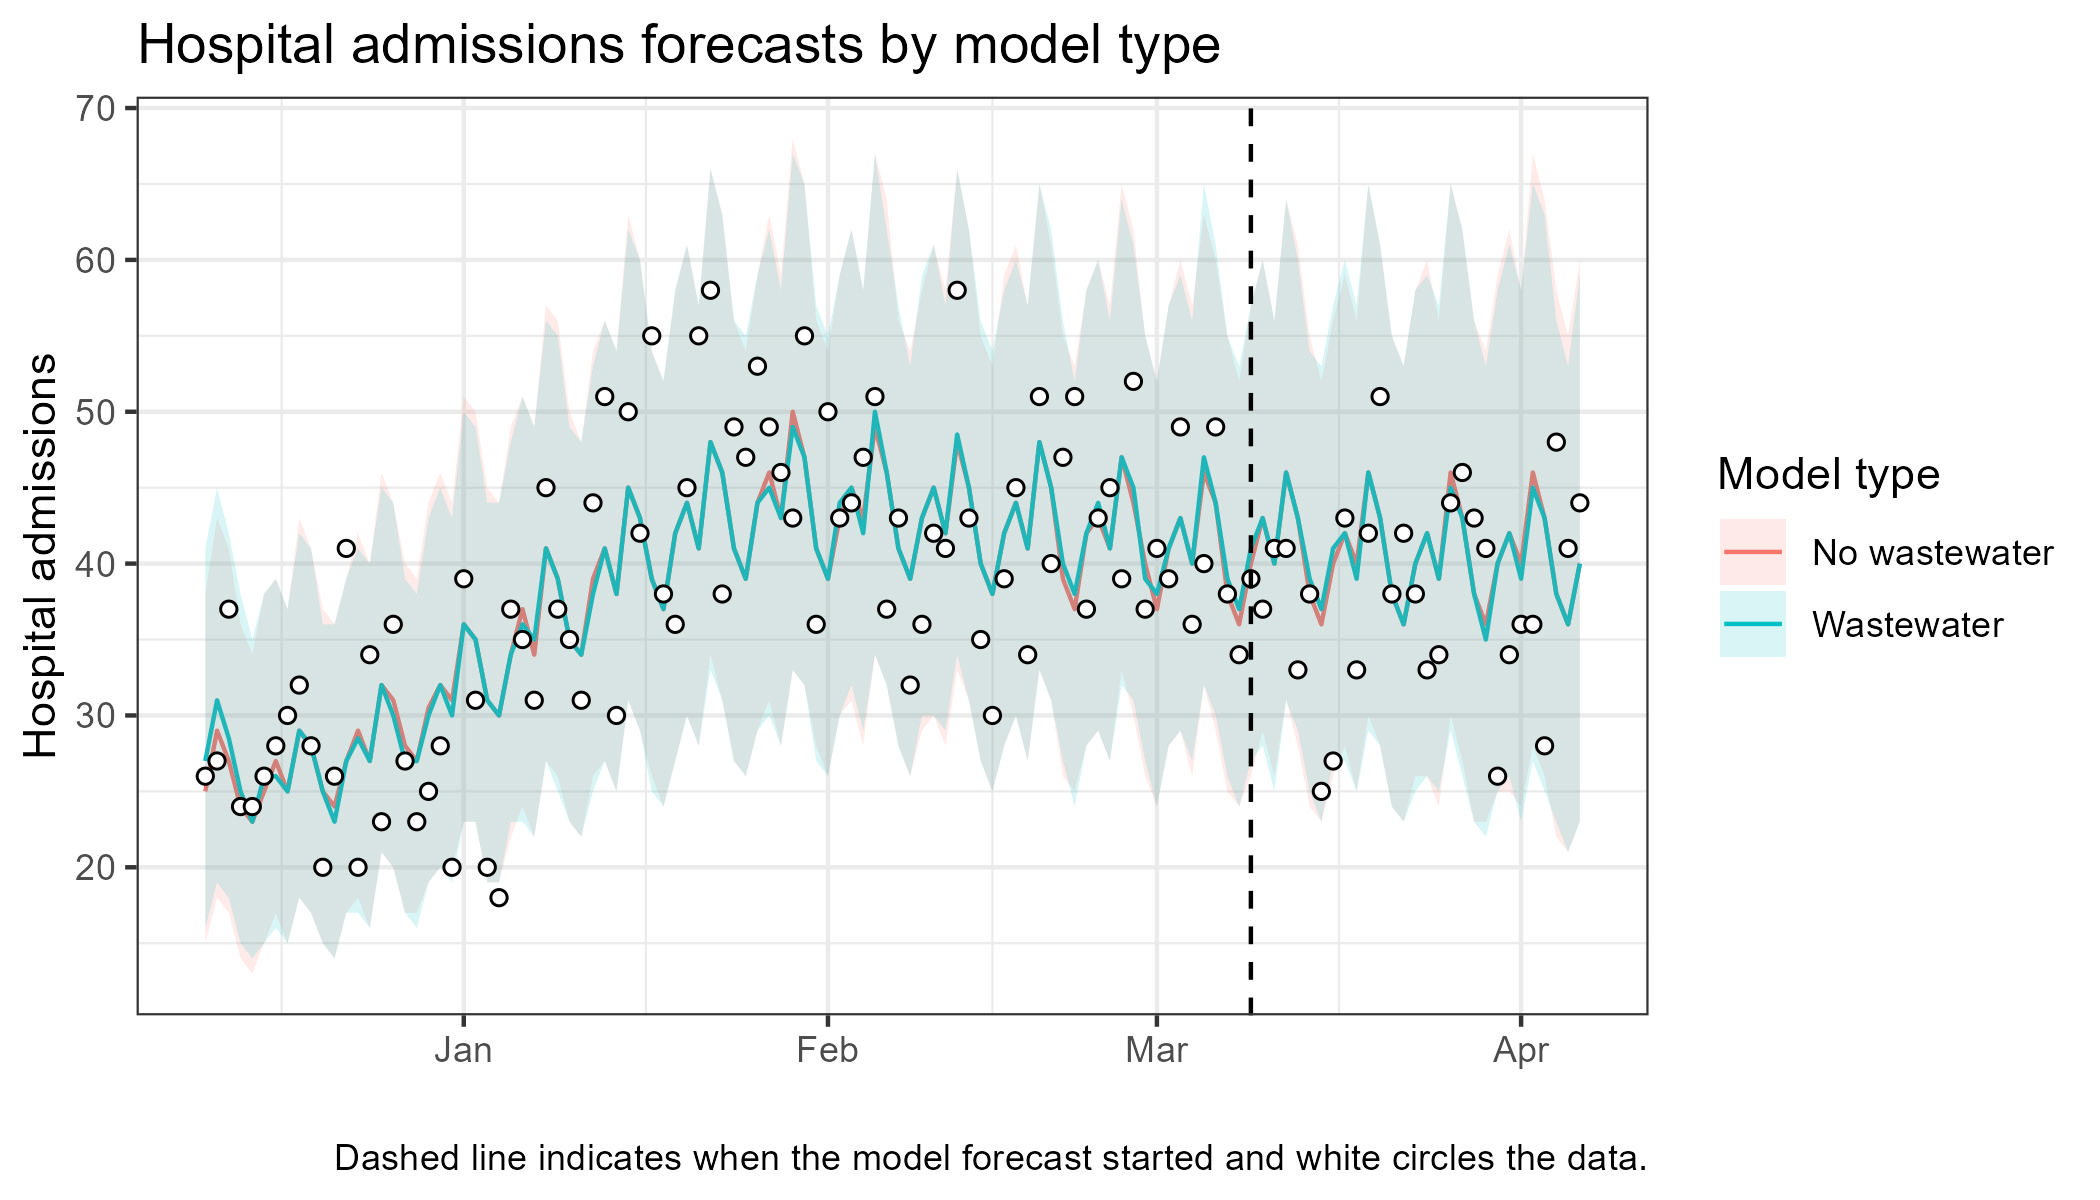 Hospital admissions forecasts by model type
Hospital admissions
70
60
50
40
30
20
Jan
Feb
Mar
Apr
Model type
No wastewater
Wastewater
Dashed line indicates when the model forecast started and white circles the data.